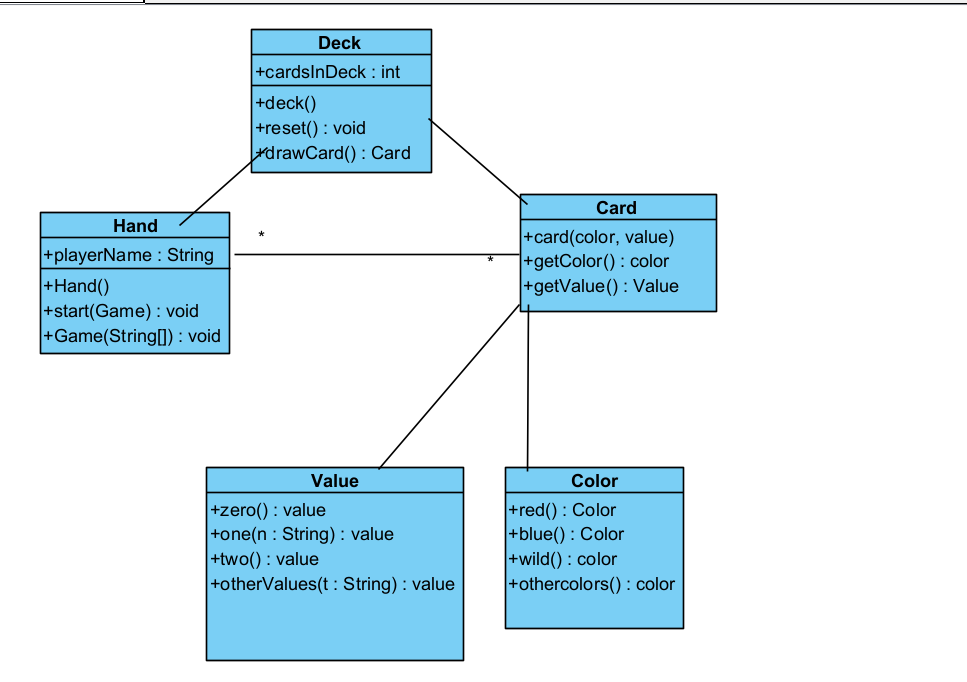 Deck
+cardsInDeck : int
+deck()
+reset() : void
+drawCard() : Card
Hand
+playerName : String
+Hand()
+start(Game) : void
+Game(String[]) : void
*
*
Card
+card(color, value)
+getColor() : color
+getValue() : Value
Value
+zero() : value
+one(n : String) : value
+two() : value
+otherValues(t : String) : value
Color
+red() : Color
+blue() : Color
+wild() : color
+othercolors() : color